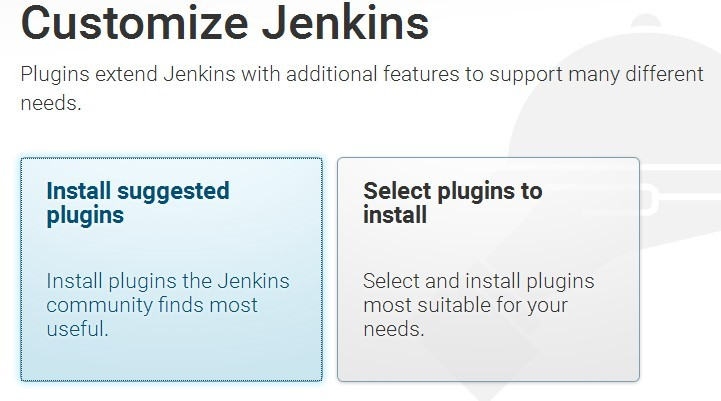 Customize Jenkins
Plugins extend Jenkins with additional features to support many different
needs.
Install suggested
plugins
Install plugins the Jenkins
community finds most
useful.
Select plugins to
install
Select and install plugins
most suitable for your
needs.